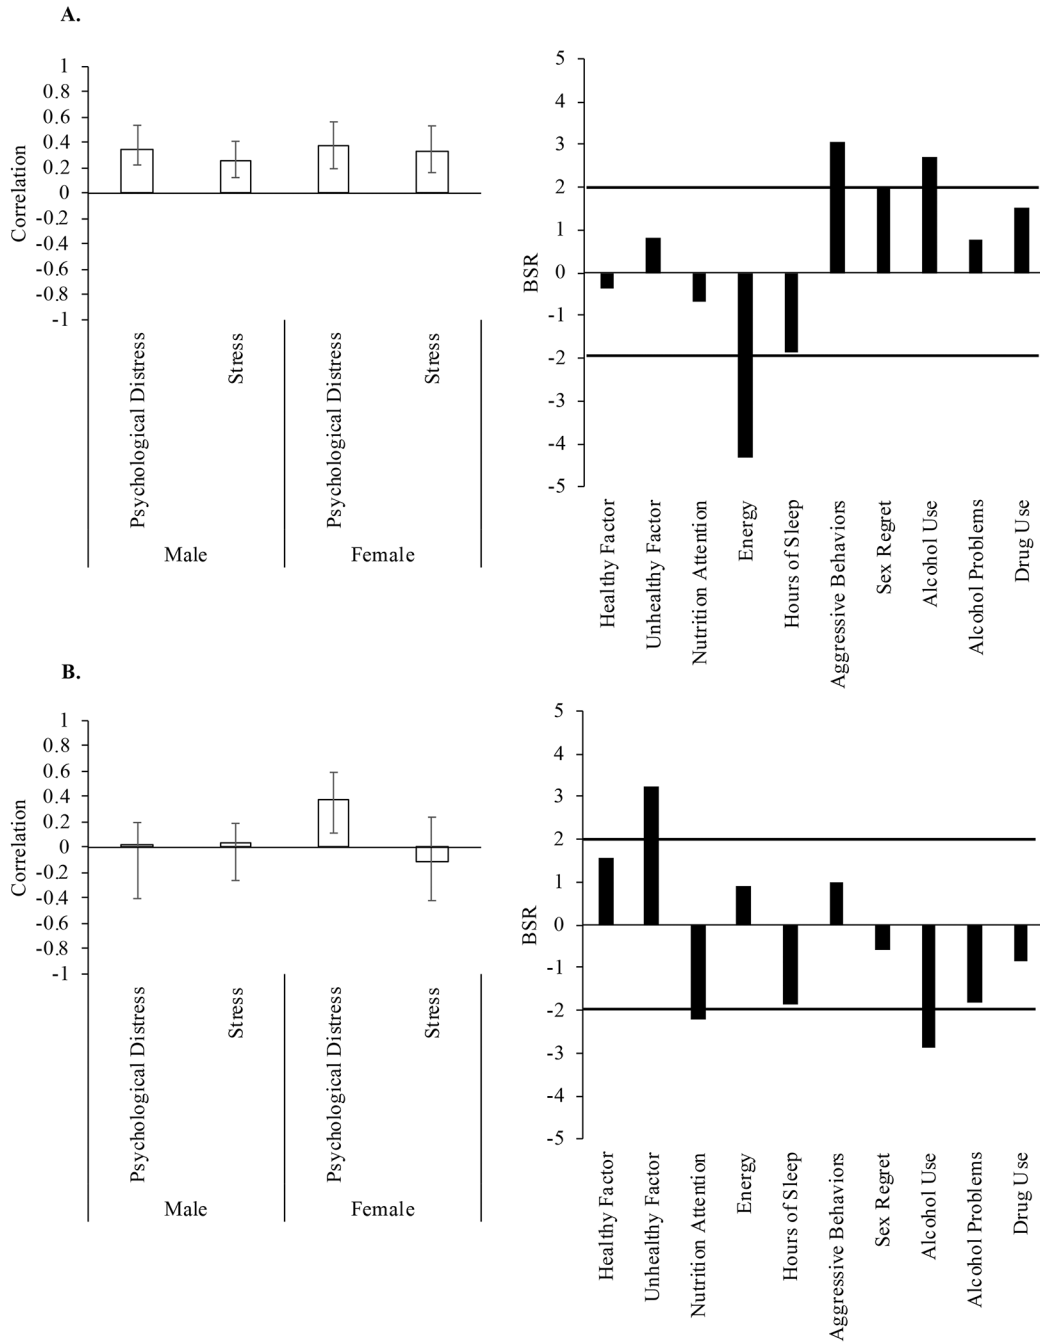 A.
1
0.8
0.6
0.4
0.2
0
-0.2
-0.4
-0.6
-0.8
-1
Correlation
Psychological Distress
Stress
Psychological Distress
Stress
Male
Female
5
4
3
2
1
0
-1
-2
-3
-4
-5
BSR
Healthy Factor
Unhealthy Factor
Nutrition Attention
Energy
Hours of Sleep
Aggressive Behaviors
Sex Regret
Alcohol Use
Alcohol Problems
Drug Use
B.
1
0.8
0.6
0.4
0.2
0
-0.2
-0.4
-0.6
-0.8
-1
Correlation
Psychological Distress
Stress
Psychological Distress
Stress
Male
Female
5
4
3
2
1
0
-1
-2
-3
-4
-5
BSR
Healthy Factor
Unhealthy Factor
Nutrition Attention
Energy
Hours of Sleep
Aggressive Behaviors
Sex Regret
Alcohol Use
Alcohol Problems
Drug Use